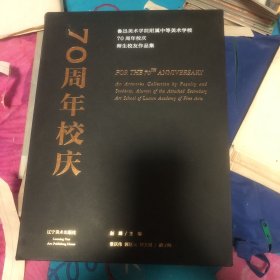 鲁迅美术学院附属中等美术学校
70周年校庆
师生校友作品集
70周年校庆
FOR THE 70TH ANNIVERSARY
An Artworks Collection by Faculty and
Students, Alumni of the Attached Secondary
Art School of Luxun Academy of Fine Arts
主编
副主编
辽宁美术出版社
Liaoning Fine
Arts Publishing House